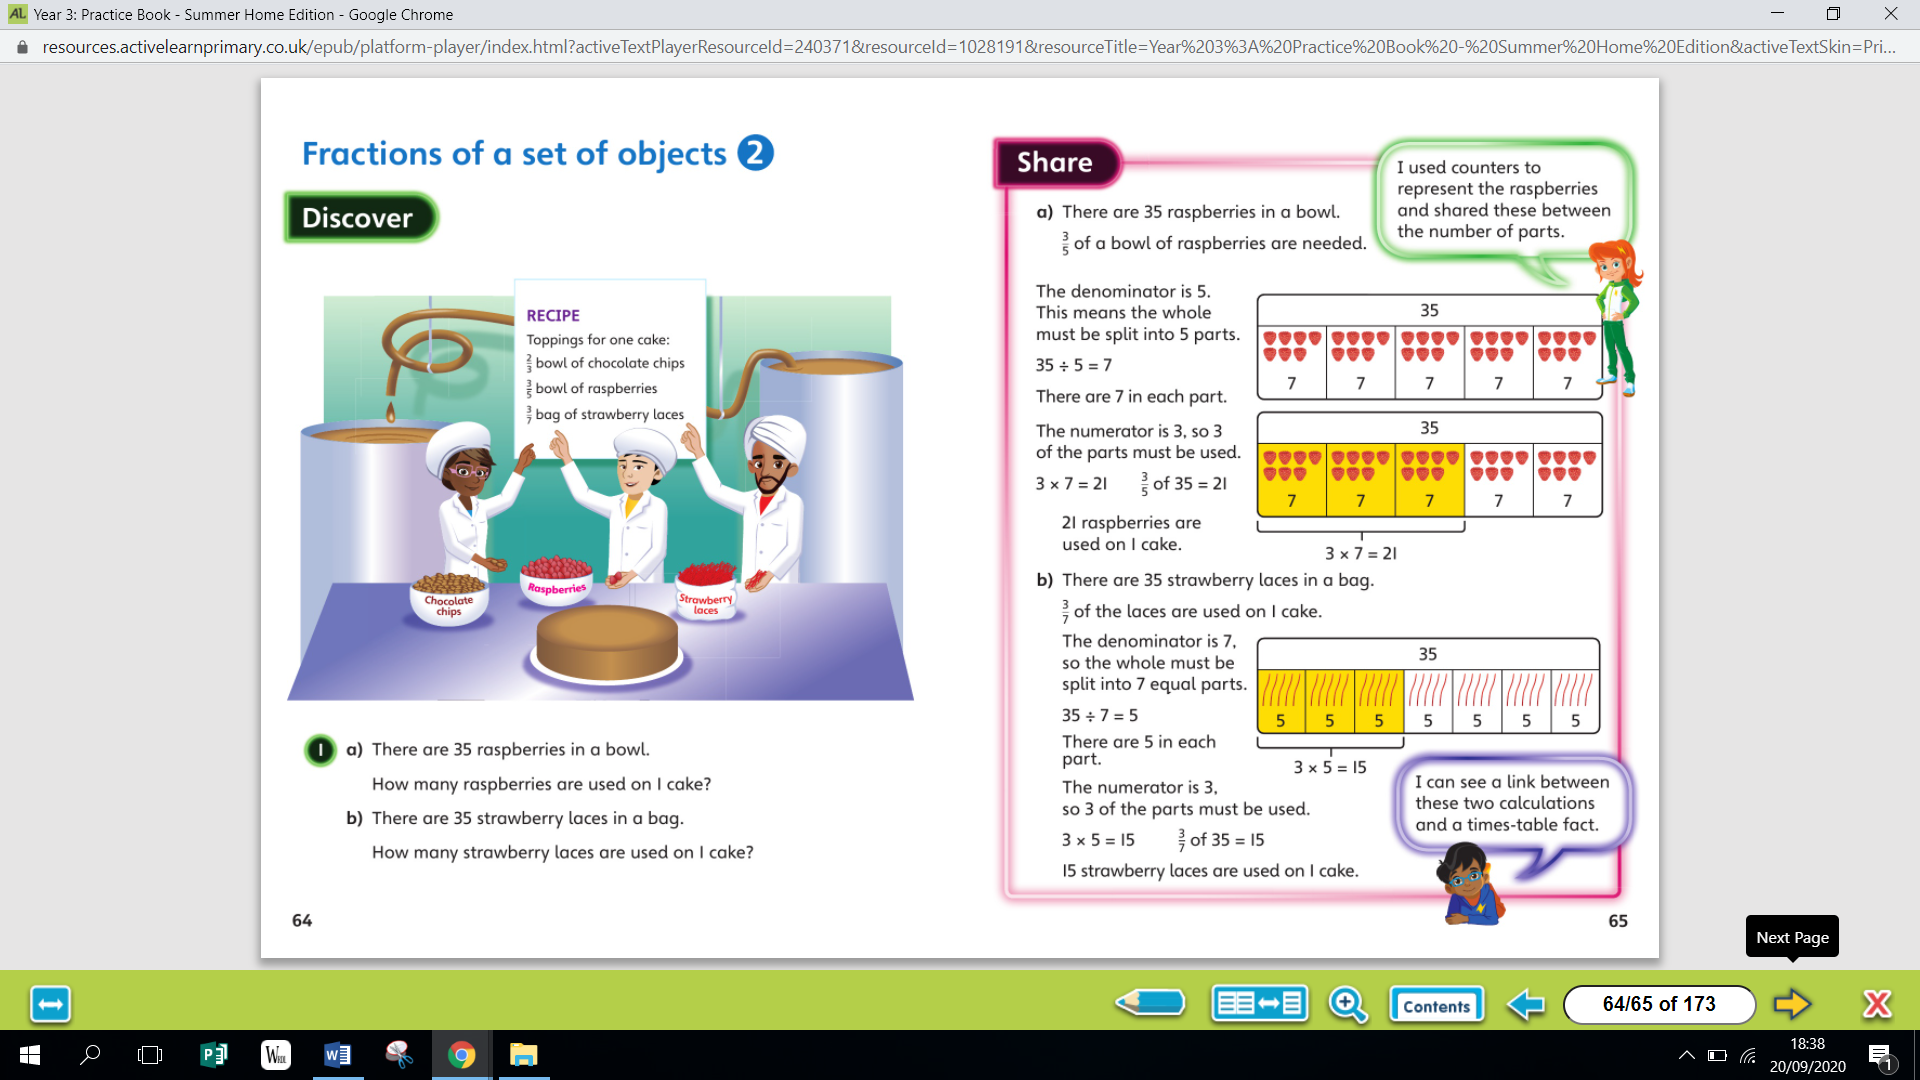 Year 3: Practice Book - Summer Home Edition - Google Chrome
resources.activelearnprimary.co.uk/epub/platform-player/index.html?activeTextPlayerResourceId=240371&resourceId=1028191&resourceTitle=Year%203%3A%20Practice%20Book%20-%20Summer%20Home%20Edition&activeTextSkin=Pri...
Fractions of a set of objects 2
Discover
RECIPE
Toppings for one cake:
2/3 bowl of chocolate chips
3/5 bowl of raspberries
3/7 bag of strawberry laces
Chocolate
chips
Raspberries
Strawberry
laces
1 a) There are 35 raspberries in a bowl.
How many raspberries are used on 1 cake?
b) There are 35 strawberry laces in a bag.
How many strawberry laces are used on 1 cake?
64
Share
I used counters to
represent the raspberries
and shared these between
the number of parts.
a) There are 35 raspberries in a bowl.
3/5 of a bowl of raspberries are needed.
The denominator is 5.
This means the whole
must be split into 5 parts.
35 ÷ 5 = 7
There are 7 in each part.
35
7 7 7 7 7
The numerator is 3, so 3
of the parts must be used.
3 × 7 = 21 3/5 of 35 = 21
21 raspberries are
used on 1 cake.
35
7 7 7 7 7
3 × 7 = 21
b) There are 35 strawberry laces in a bag.
3/7 of the laces are used on 1 cake.
The denominator is 7,
so the whole must be
split into 7 equal parts.
35 ÷ 7 = 5
There are 5 in each
part.
35
5 5 5 5 5 5 5
3 × 5 = 15
The numerator is 3,
so 3 of the parts must be used.
3 × 5 = 15 3/7 of 35 = 15
15 strawberry laces are used on 1 cake.
I can see a link between
these two calculations
and a times-table fact.
65
Next Page
Contents
64/65 of 173
18:38
20/09/2020
1